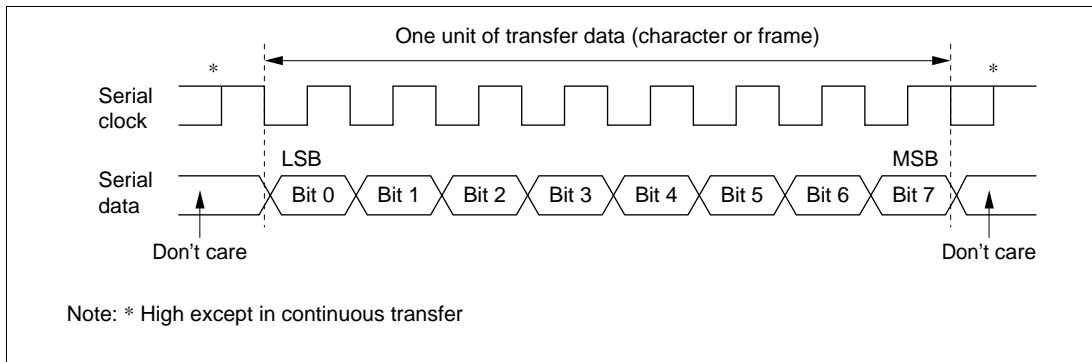 One unit of transfer data (character or frame)
* *
Serial
clock
LSB MSB
Serial
data
Bit 0 Bit 1 Bit 2 Bit 3 Bit 4 Bit 5 Bit 6 Bit 7
Don’t care Don’t care
Note: * High except in continuous transfer